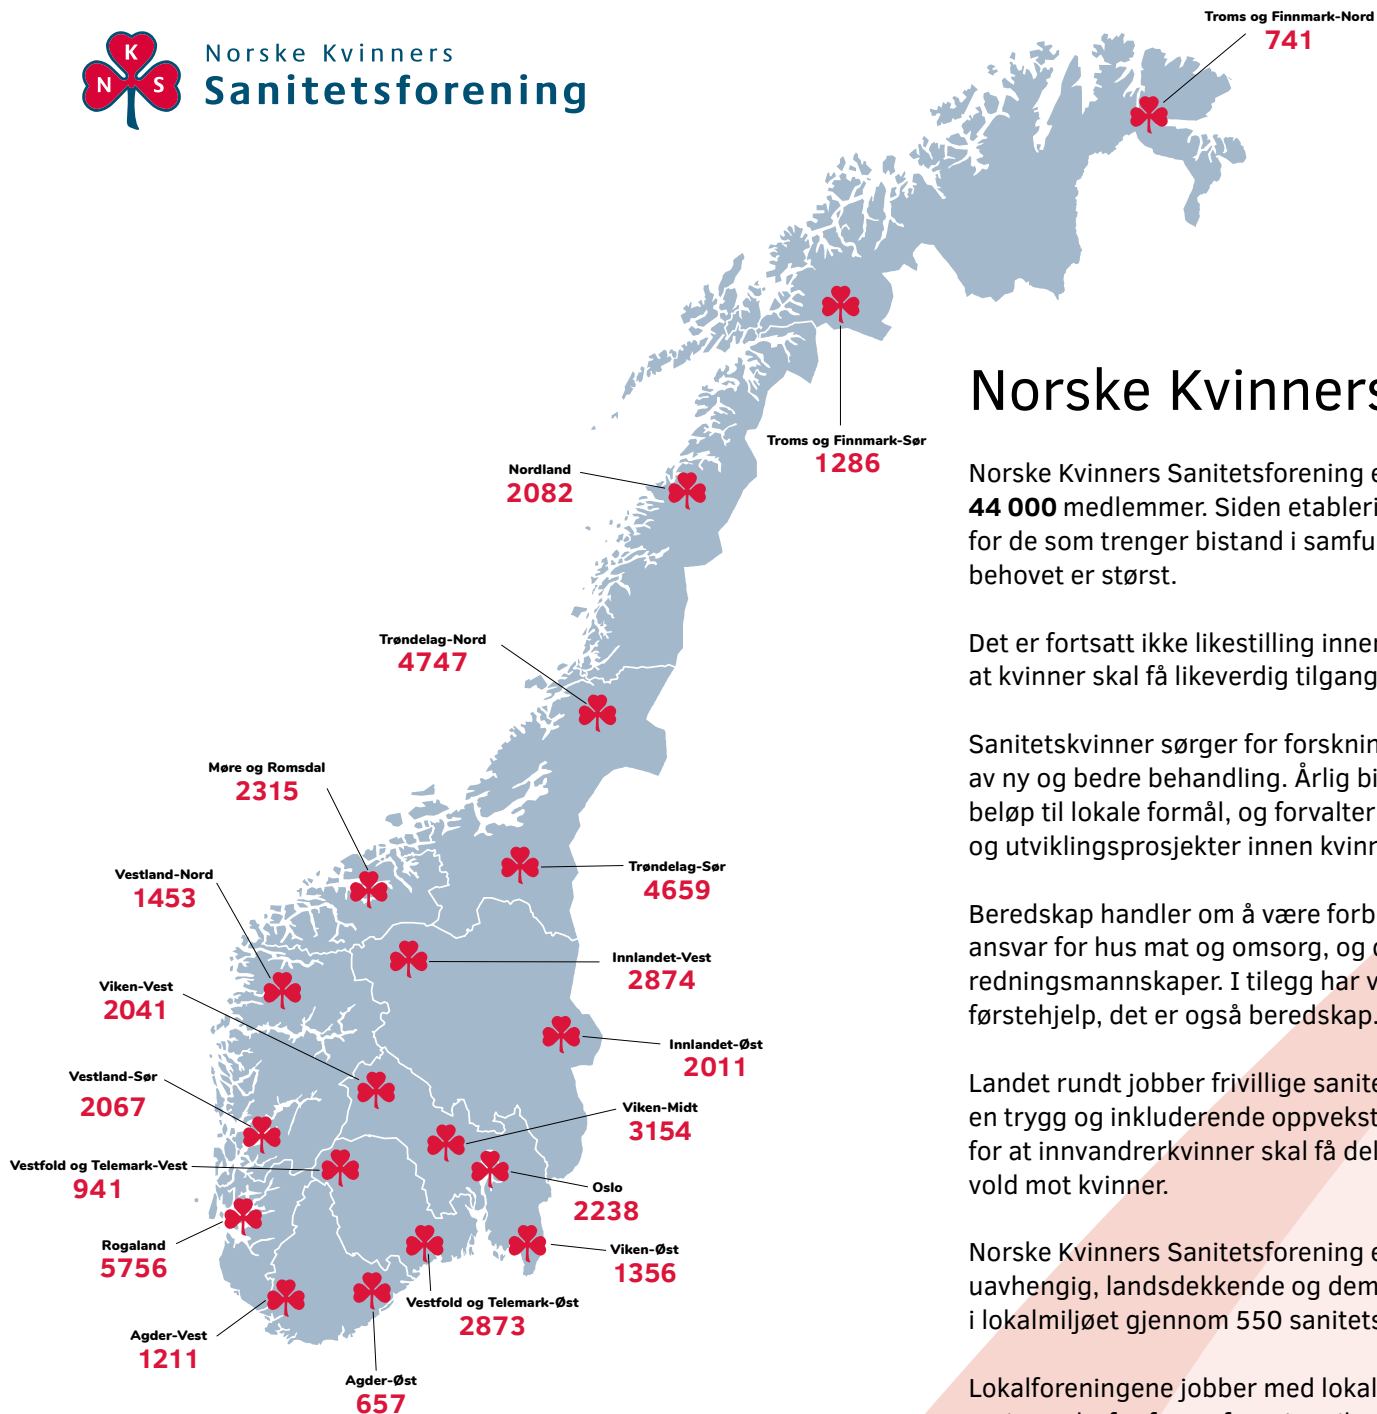 K
N S
Norske Kvinners
Sanitetsforening
Troms og Finnmark-Nord
741
Troms og Finnmark-Sør
1286
Nordland
2082
Trøndelag-Nord
4747
Møre og Romsdal
2315
Trøndelag-Sør
4659
Vestland-Nord
1453
Innlandet-Vest
2874
Viken-Vest
2041
Innlandet-Øst
2011
Vestland-Sør
2067
Viken-Midt
3154
Vestfold og Telemark-Vest
941
Oslo
2238
Rogaland
5756
Viken-Øst
1356
Vestfold og Telemark-Øst
2873
Agder-Vest
1211
Agder-Øst
657
Norske Kvinners
Norske Kvinners Sanitetsforening e
44 000 medlemmer. Siden etableri
for de som trenger bistand i samfu
behovet er størst.
Det er fortsatt ikke likestilling inner
at kvinner skal få likeverdig tilgang
Sanitetskvinner sørger for forsknin
av ny og bedre behandling. Årlig bi
beløp til lokale formål, og forvalter
og utviklingsprosjekter innen kvinn
Beredskap handler om å være forb
ansvar for hus mat og omsorg, og
redningsmannskaper. I tilegg har v
førstehjelp, det er også beredskap.
Landet rundt jobber frivillige sanite
en trygg og inkluderende oppvekst
for at innvandrerkvinner skal få del
vold mot kvinner.
Norske Kvinners Sanitetsforening e
uavhengig, landsdekkende og dem
i lokalmiljøet gjennom 550 sanitets
Lokalforeningene jobber med lokal